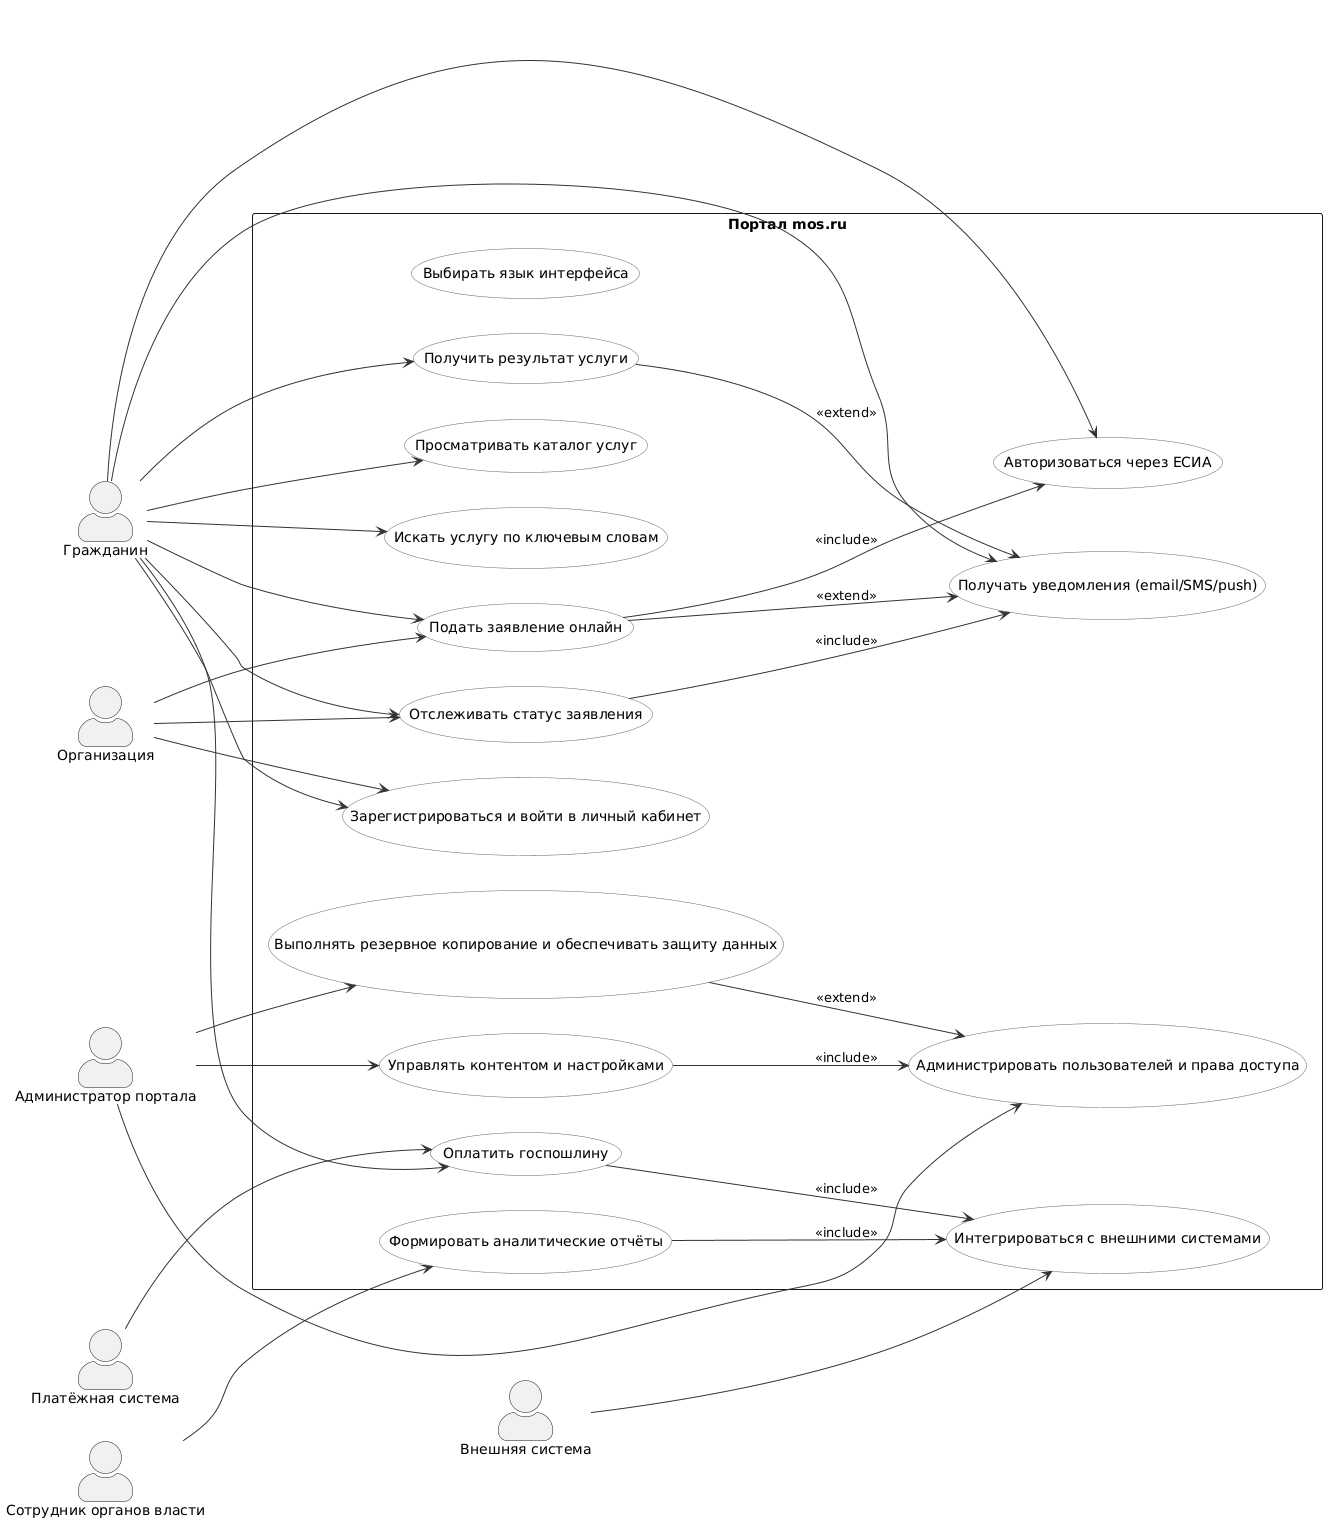 Портал mos.ru
Выбирать язык интерфейса
Получить результат услуги
«extend»
Просматривать каталог услуг
Авторизоваться через ЕСИА
Искать услугу по ключевым словам
«include»
Гражданин
Получать уведомления (email/SMS/push)
«extend»
Подать заявление онлайн
«include»
Отслеживать статус заявления
Организация
Зарегистрироваться и войти в личный кабинет
Выполнять резервное копирование и обеспечивать защиту данных
«extend»
Управлять контентом и настройками
«include»
Администрировать пользователей и права доступа
Администратор портала
Оплатить госпошлину
«include»
Формировать аналитические отчёты
«include»
Интегрироваться с внешними системами
Платёжная система
Внешняя система
Сотрудник органов власти